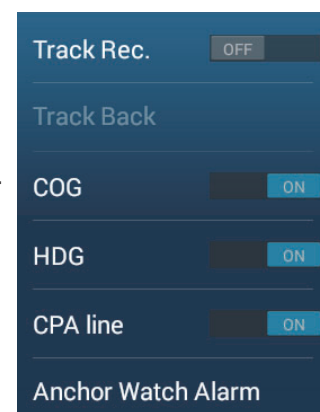 Track Rec. OFF
Track Back
COG ON
HDG ON
CPA line ON
Anchor Watch Alarm